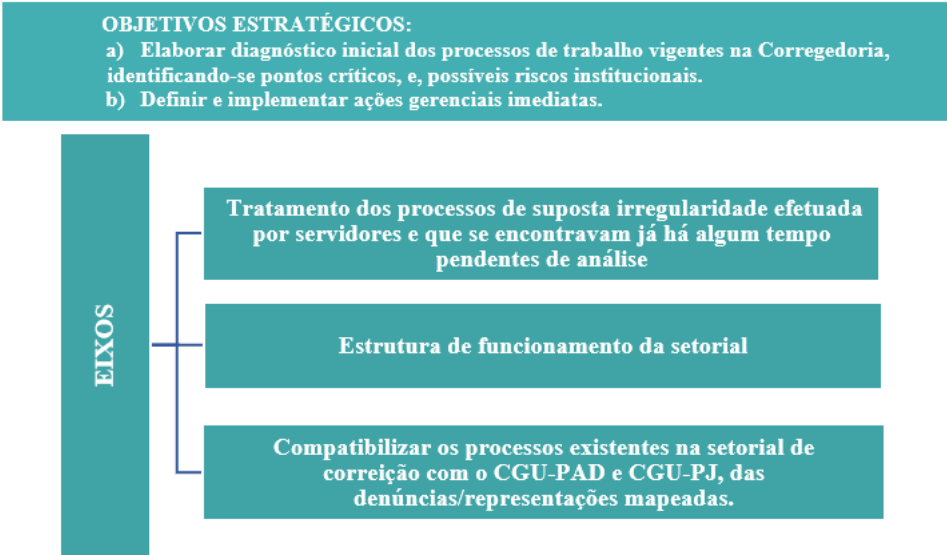 OBJETIVOS ESTRATÉGICOS:
a) Elaborar diagnóstico inicial dos processos de trabalho vigentes na Corregedoria,
identificando-se pontos críticos, e, possíveis riscos institucionais.
b) Definir e implementar ações gerenciais imediatas.
EIXOS
Tratamento dos processos de suposta irregularidade efetuada
por servidores e que se encontravam já há algum tempo
pendentes de análise
Estrutura de funcionamento da setorial
Compatibilizar os processos existentes na setorial de
correição com o CGU-PAD e CGU-PJ, das
denúncias/representações mapeadas.